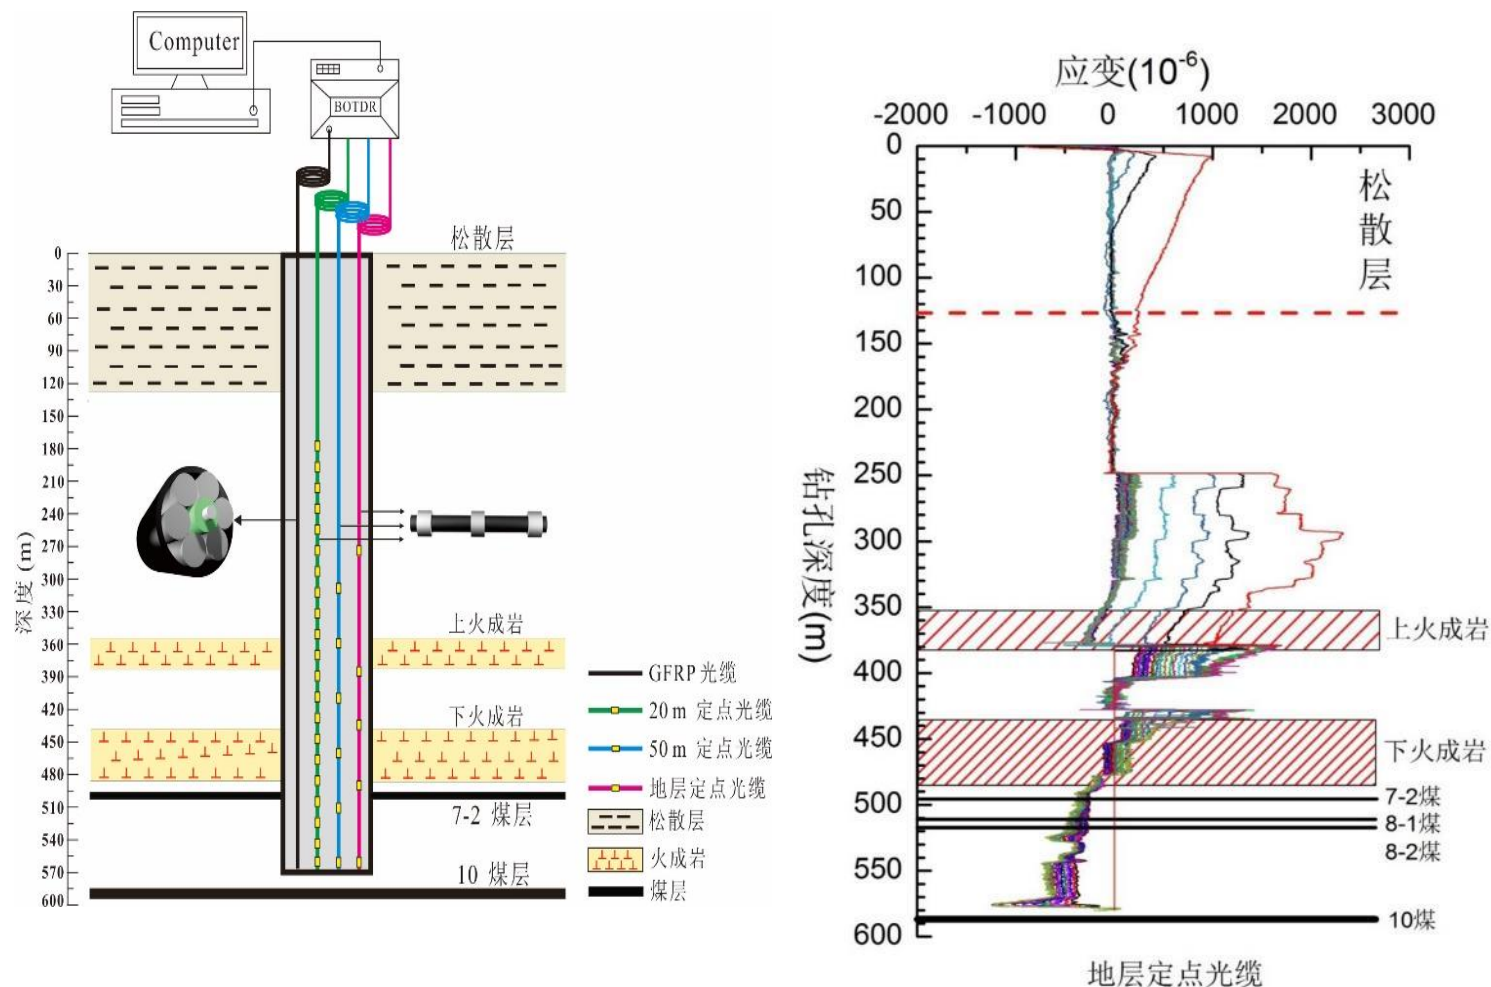 Computer
BOTDR
松散层
0
30
60
90
120
150
180
210
240
270
300
330
360
390
420
450
480
510
540
570
600
深度 (m)
上火成岩
下火成岩
7-2 煤层
10 煤层
GFRP 光缆
20 m 定点光缆
50 m 定点光缆
地层定点光缆
松散层
火成岩
煤层
应变(10⁻⁶)
-2000 -1000 0 1000 2000 3000
0
50
100
150
200
250
300
350
400
450
500
550
600
钻孔深度(m)
松散层
上火成岩
下火成岩
7-2煤
8-1煤
8-2煤
10煤
地层定点光缆